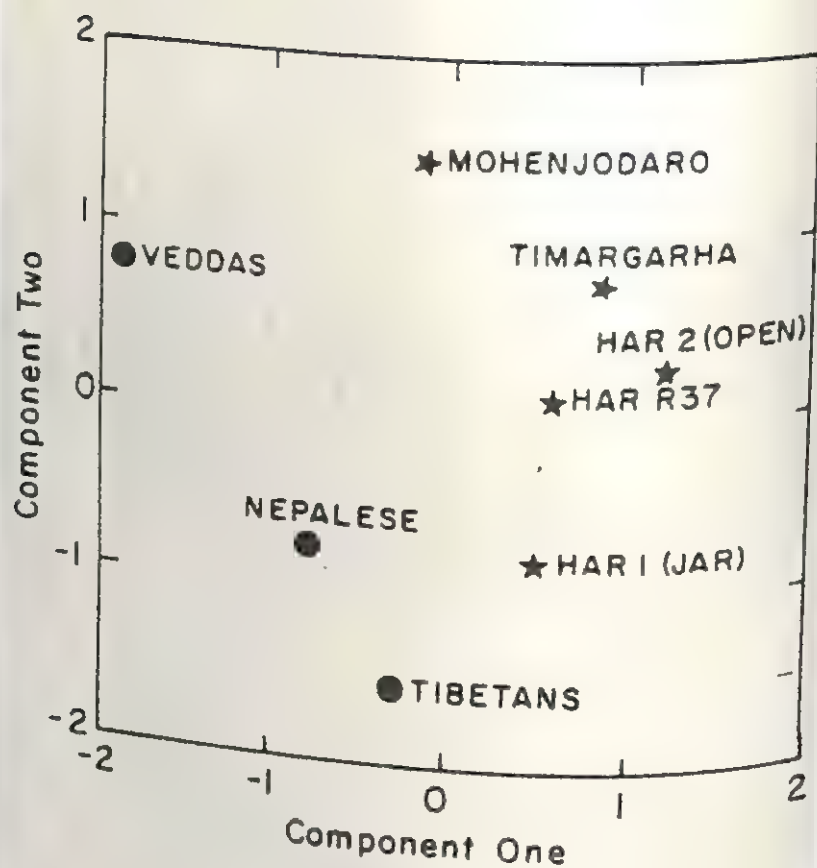 2
MOHENJODARO
1
VEDDAS
TIMARGARHA
HAR 2 (OPEN)
0
HAR R37
Component Two
NEPALESE
-1
HAR 1 (JAR)
TIBETANS
-2
-2
-1
0
1
2
Component One